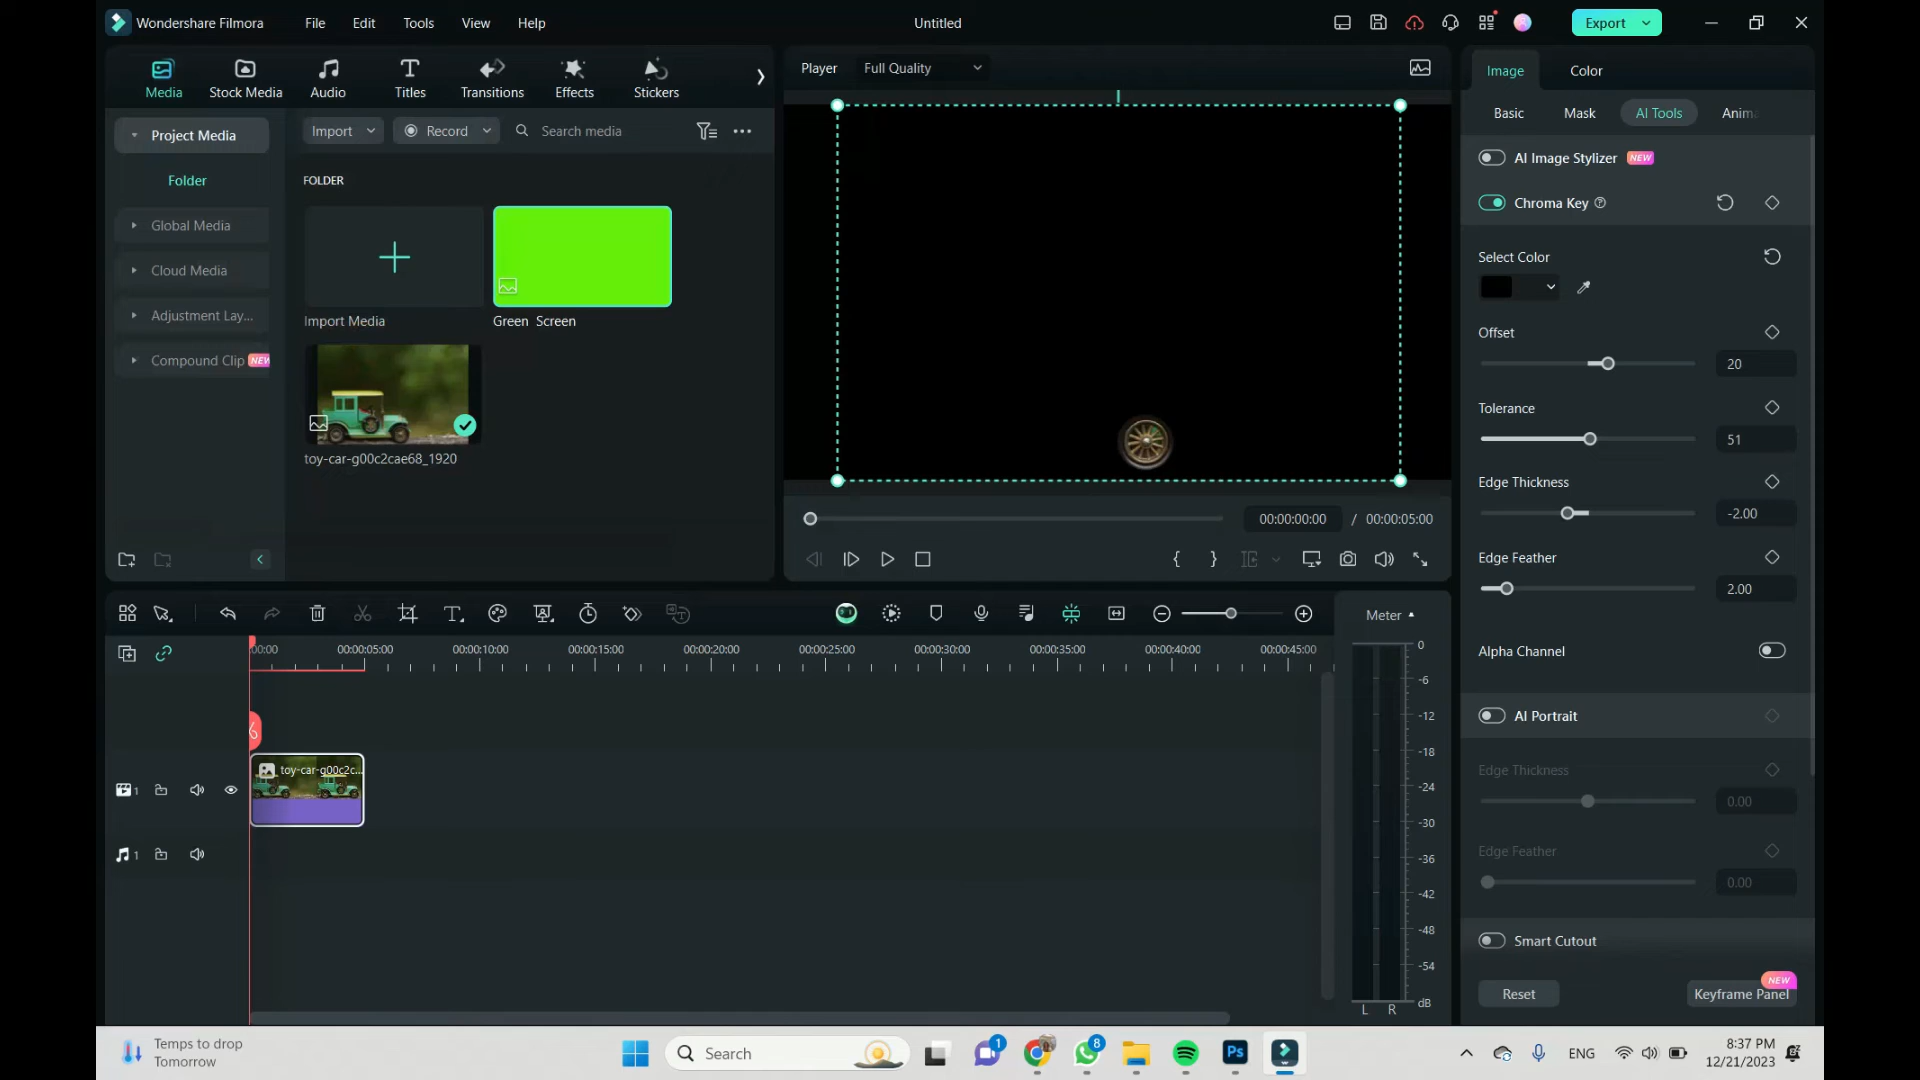 Wondershare Filmora
File
Edit
Tools
View
Help
Untitled
Export
Media
Stock Media
Audio
Titles
Transitions
Effects
Stickers
Player
Full Quality
Image
Color
Basic
Mask
AI Tools
Anima
Project Media
Import
Record
Search media
Folder
FOLDER
Global Media
Cloud Media
Adjustment Lay...
Compound Clip NEW
Import Media
Green Screen
toy-car-g00c2cae68_1920
AI Image Stylizer NEW
Chroma Key
Select Color
Offset
20
Tolerance
51
Edge Thickness
-2.00
Edge Feather
2.00
Alpha Channel
AI Portrait
Edge Thickness
0.00
Edge Feather
0.00
Smart Cutout
Reset
NEW
Keyframe Panel
00:00:00:00 / 00:00:05:00
:00:00
00:00:05:00
00:00:10:00
00:00:15:00
00:00:20:00
00:00:25:00
00:00:30:00
00:00:35:00
00:00:40:00
00:00:45:00
toy-car-g00c2c...
1
1
Meter
0
-6
-12
-18
-24
-30
-36
-42
-48
-54
dB
L R
Temps to drop
Tomorrow
Search
1
8
Ps
ENG
8:37 PM
12/21/2023